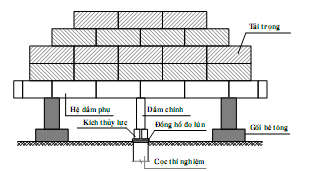 Tải trọng
Hệ dầm phụ
Dầm chính
Kích thủy lực
Đồng hồ đo lún
Gối bê tông
Cọc thí nghiệm